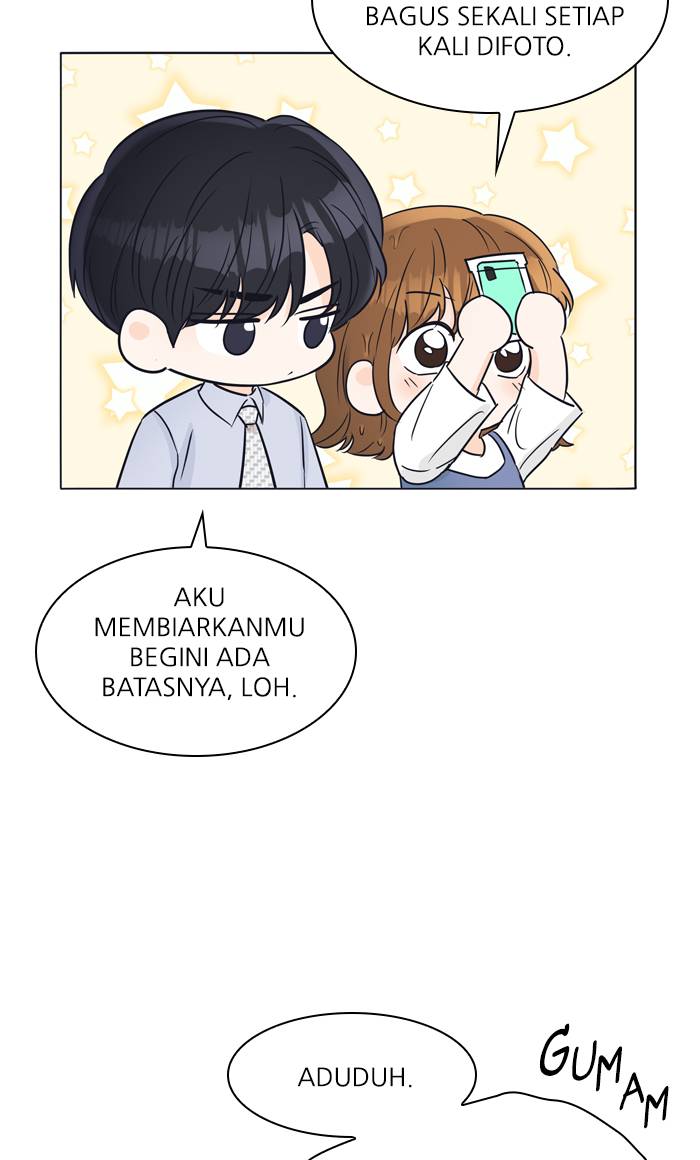 BAGUS SEKALI SETIAP
KALI DIFOTO.
AKU
MEMBIARKANMU
BEGINI ADA
BATASNYA, LOH.
ADUDUH.
GUMAM